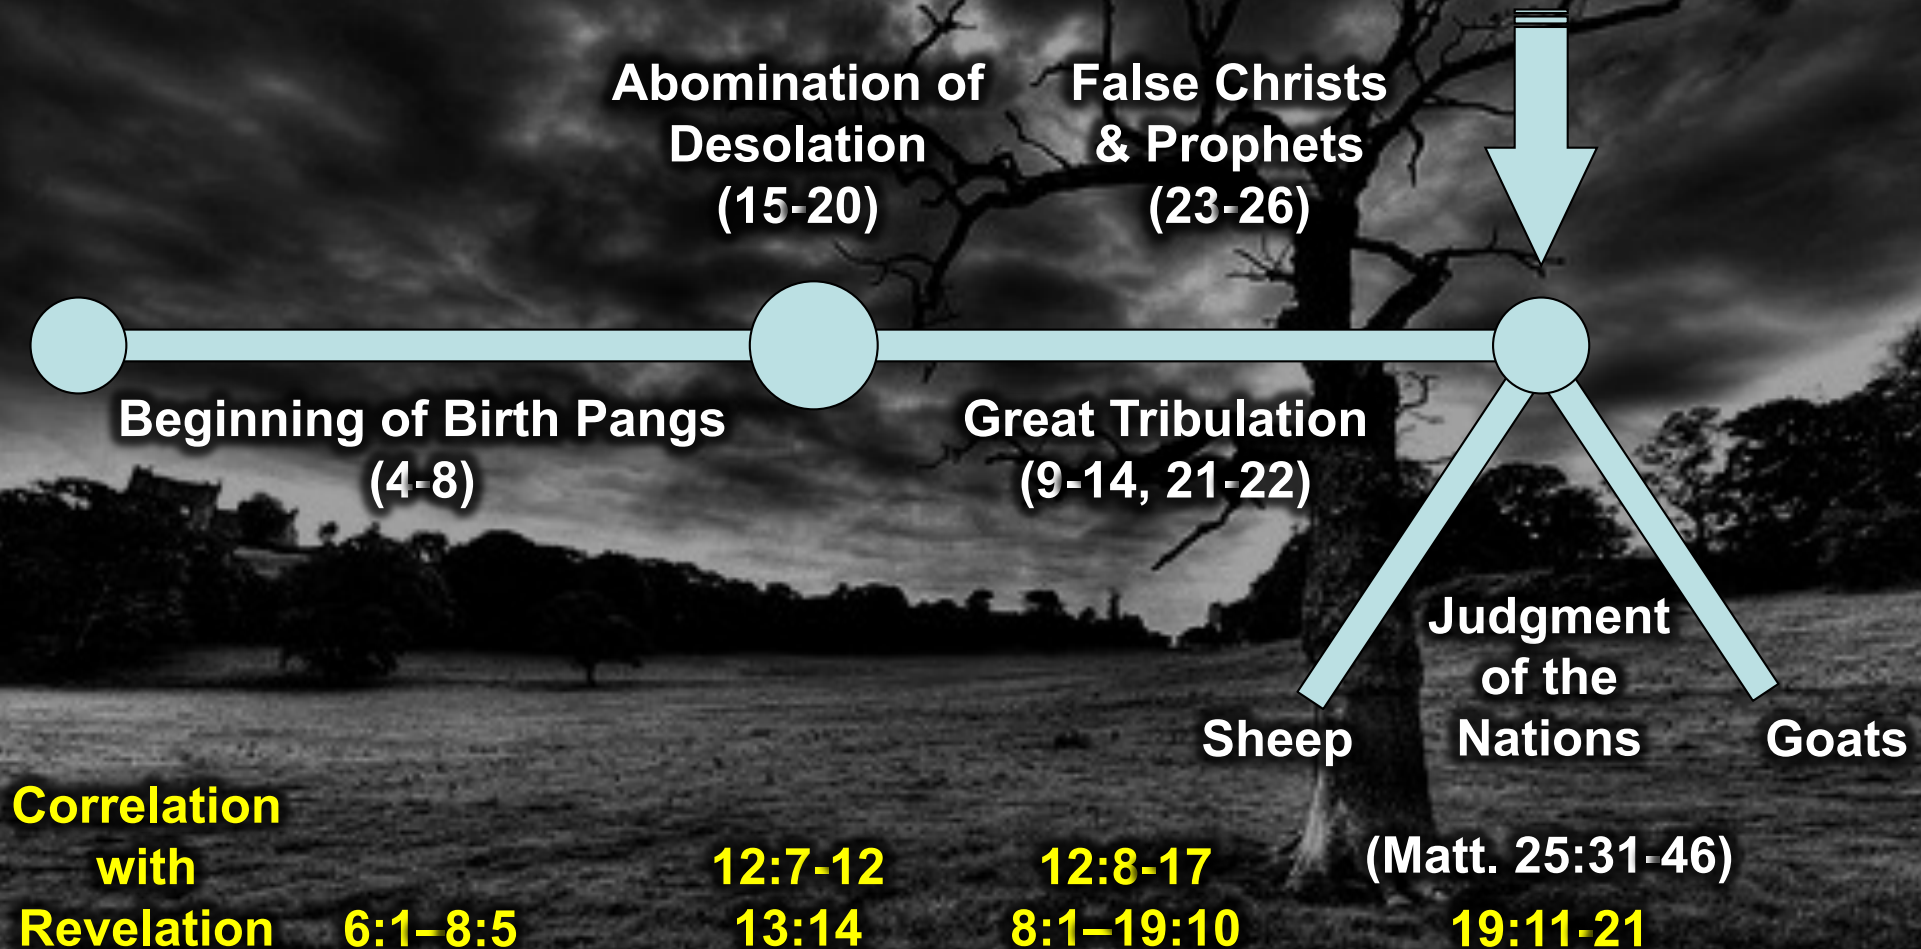 Abomination of
Desolation
(15-20)
False Christs
& Prophets
(23-26)
Beginning of Birth Pangs
(4-8)
Great Tribulation
(9-14, 21-22)
Judgment
of the
Nations
Sheep
Goats
(Matt. 25:31-46)
Correlation
with
Revelation
6:1–8:5
12:7-12
13:14
12:8-17
8:1–19:10
19:11-21